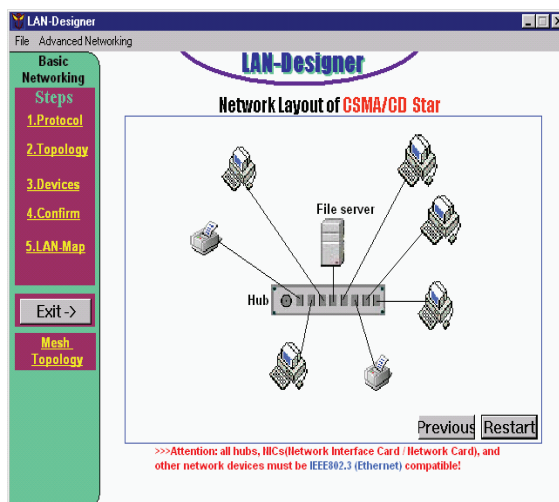 LAN-Designer
File Advanced Networking
Basic
Networking
Steps
1.Protocol
2.Topology
3.Devices
4.Confirm
5.LAN-Map
Exit ->
Mesh
Topology
LAN-Designer
Network Layout of CSMA/CD Star
File server
Hub
Previous
Restart
>>>Attention: all hubs, NICs(Network Interface Card / Network Card), and
other network devices must be IEEE802.3 (Ethernet) compatible!